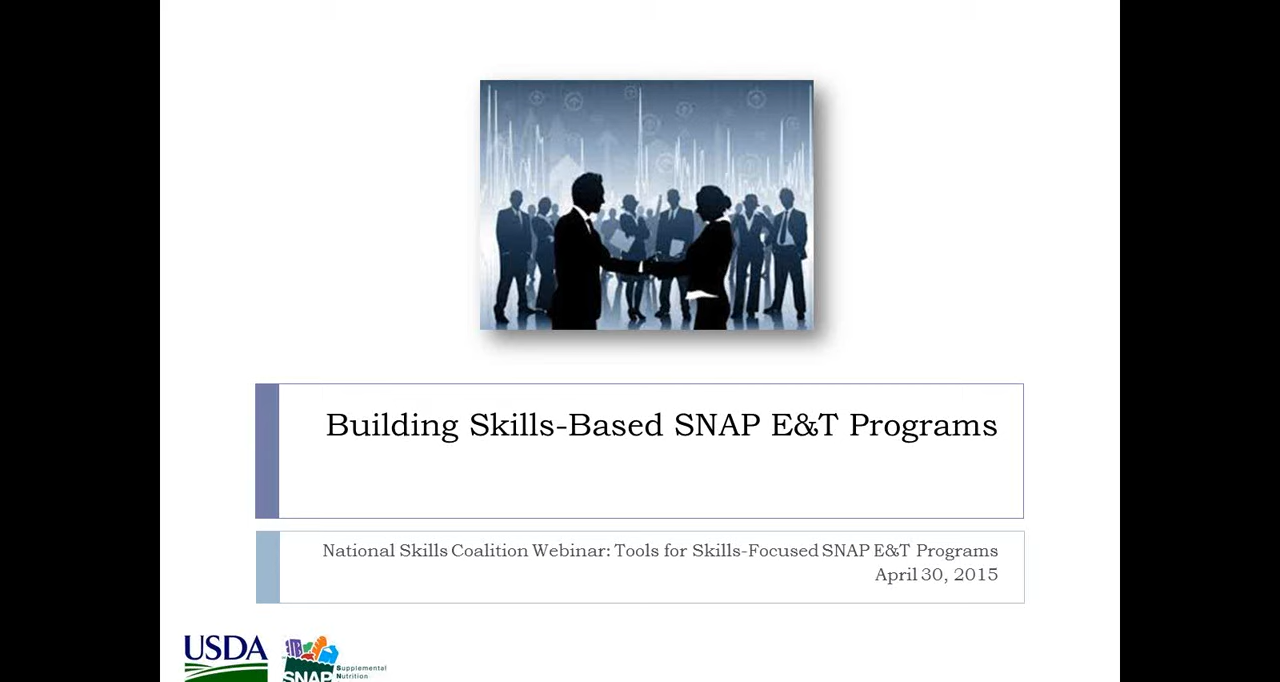 Building Skills-Based SNAP E&T Programs
National Skills Coalition Webinar: Tools for Skills-Focused SNAP E&T Programs
April 30, 2015
USDA
SNAP
Supplemental
Nutrition